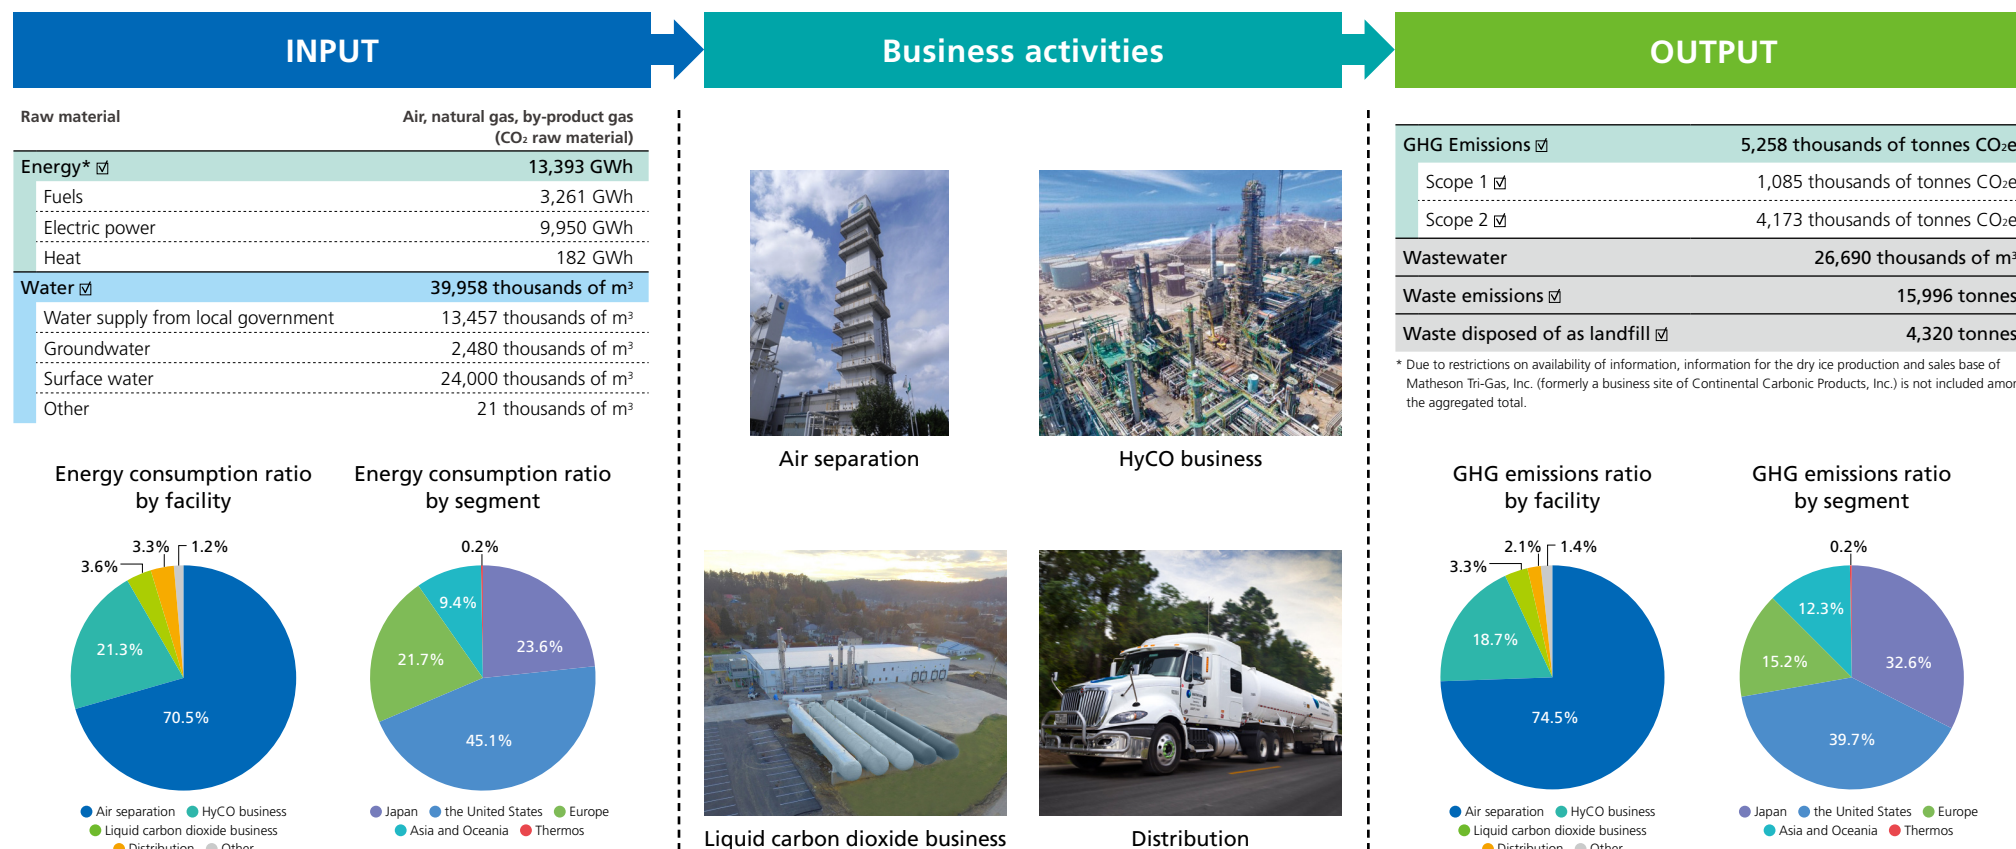 INPUT
Business activities
OUTPUT
Raw material
Air, natural gas, by-product gas
(CO₂ raw material)
Energy* ☑ 13,393 GWh
Fuels 3,261 GWh
Electric power 9,950 GWh
Heat 182 GWh
Water ☑ 39,958 thousands of m³
Water supply from local government 13,457 thousands of m³
Groundwater 2,480 thousands of m³
Surface water 24,000 thousands of m³
Other 21 thousands of m³
Energy consumption ratio
by facility
3.3% 1.2%
3.6%
21.3%
70.5%
Air separation HyCO business
Liquid carbon dioxide business
Distribution Other
Energy consumption ratio
by segment
0.2%
9.4%
23.6%
21.7%
45.1%
Japan the United States Europe
Asia and Oceania Thermos
Air separation
HyCO business
Liquid carbon dioxide business
Distribution
GHG Emissions ☑ 5,258 thousands of tonnes CO₂e
Scope 1 ☑ 1,085 thousands of tonnes CO₂e
Scope 2 ☑ 4,173 thousands of tonnes CO₂e
Wastewater 26,690 thousands of m³
Waste emissions ☑ 15,996 tonnes
Waste disposed of as landfill ☑ 4,320 tonnes
* Due to restrictions on availability of information, information for the dry ice production and sales base of
Matheson Tri-Gas, Inc. (formerly a business site of Continental Carbonic Products, Inc.) is not included amon
the aggregated total.
GHG emissions ratio
by facility
2.1% 1.4%
3.3%
18.7%
74.5%
Air separation HyCO business
Liquid carbon dioxide business
Distribution Other
GHG emissions ratio
by segment
0.2%
12.3%
32.6%
15.2%
39.7%
Japan the United States Europe
Asia and Oceania Thermos